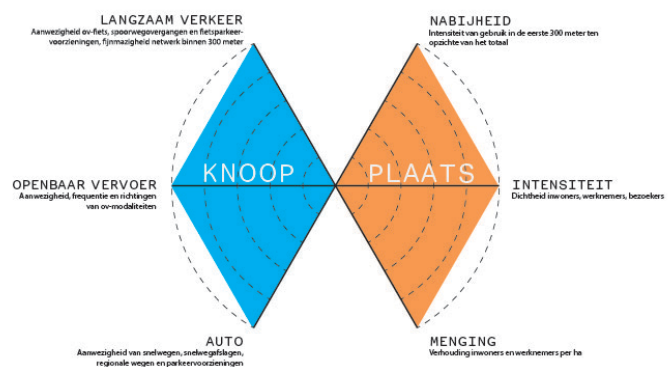 LANGZAAM VERKEER
Aanwezigheid ov-fiets, spoorwegovergangen en fietsparkeer-
voorzieningen, fijnmazigheid netwerk binnen 300 meter
NABIJHEID
Intensiteit van gebruik in de eerste 300 meter ten
opzichte van het totaal
KNOOP
PLAATS
OPENBAAR VERVOER
Aanwezigheid, frequentie en richtingen
van ov-modaliteiten
INTENSITEIT
Dichtheid inwoners, werknemers, bezoekers
AUTO
Aanwezigheid van snelwegen, snelwegafslagen,
regionale wegen en parkeervoorzieningen
MENGING
Verhouding inwoners en werknemers per ha